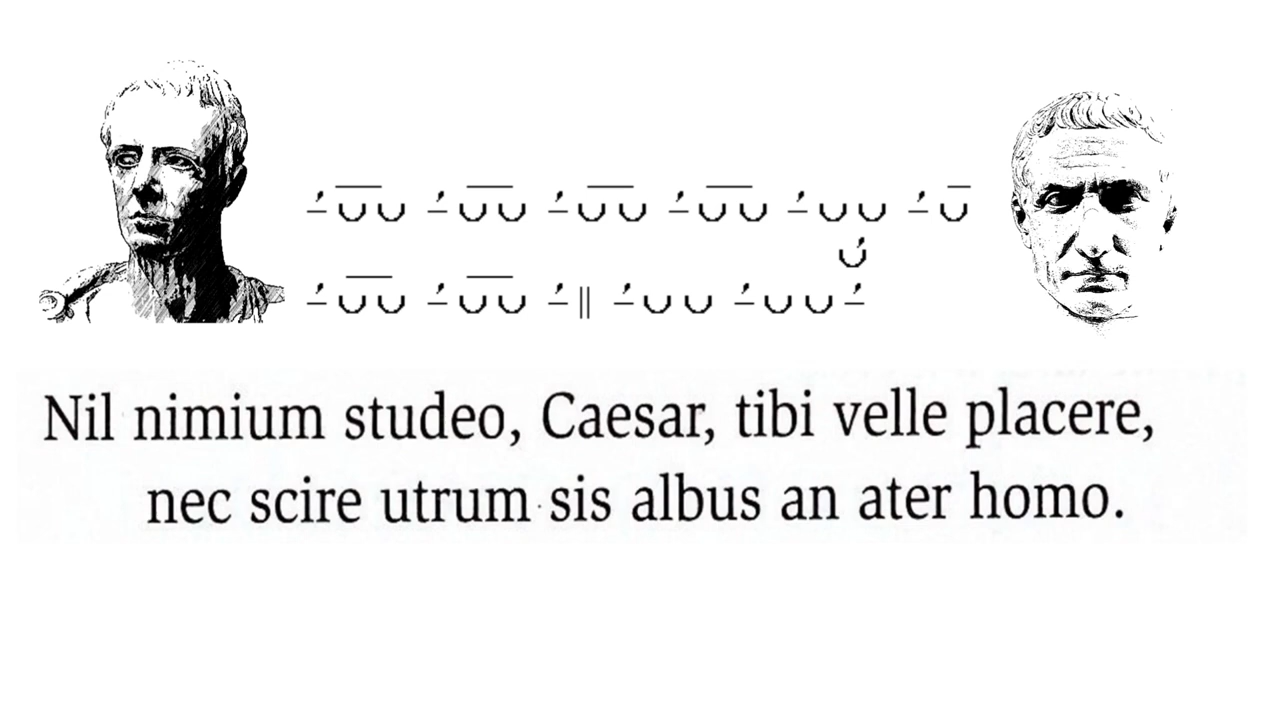 Nil nimium studeo, Caesar, tibi velle placere,
nec scire utrum sis albus an ater homo.